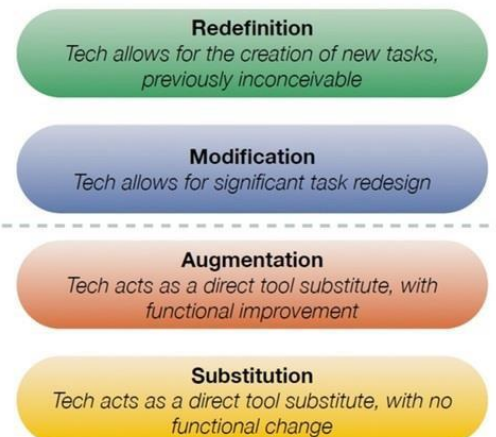 Redefinition
Tech allows for the creation of new tasks,
previously inconceivable
Modification
Tech allows for significant task redesign
Augmentation
Tech acts as a direct tool substitute, with
functional improvement
Substitution
Tech acts as a direct tool substitute, with no
functional change